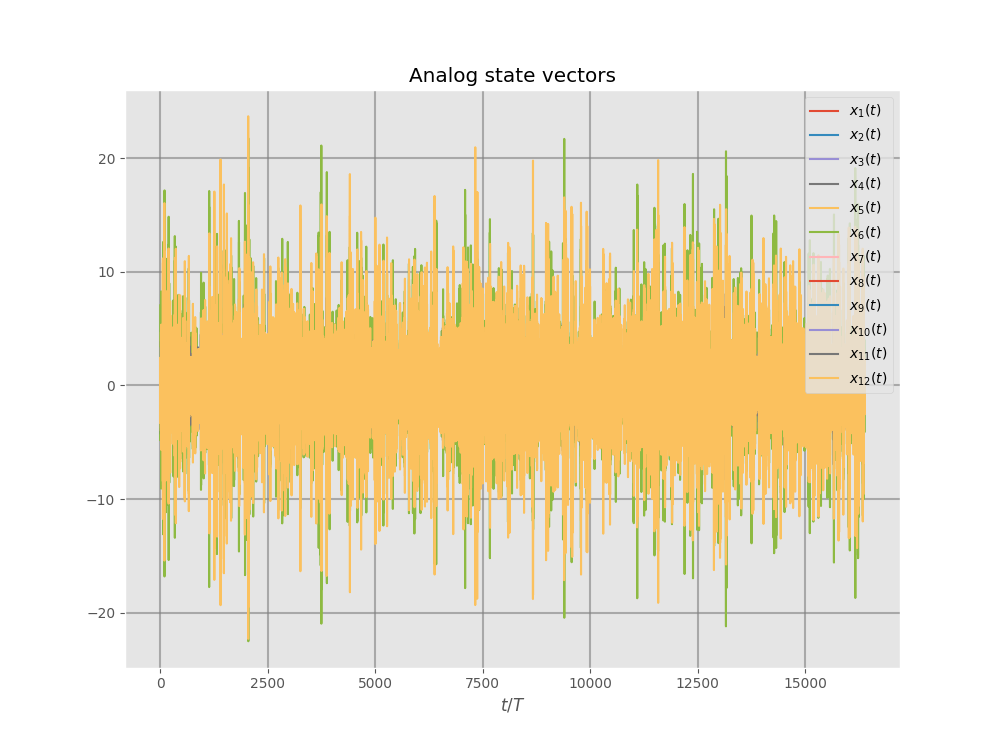 Analog state vectors
20
10
0
−10
−20
0 2500 5000 7500 10000 12500 15000
t/T
x₁(t)
x₂(t)
x₃(t)
x₄(t)
x₅(t)
x₆(t)
x₇(t)
x₈(t)
x₉(t)
x₁₀(t)
x₁₁(t)
x₁₂(t)